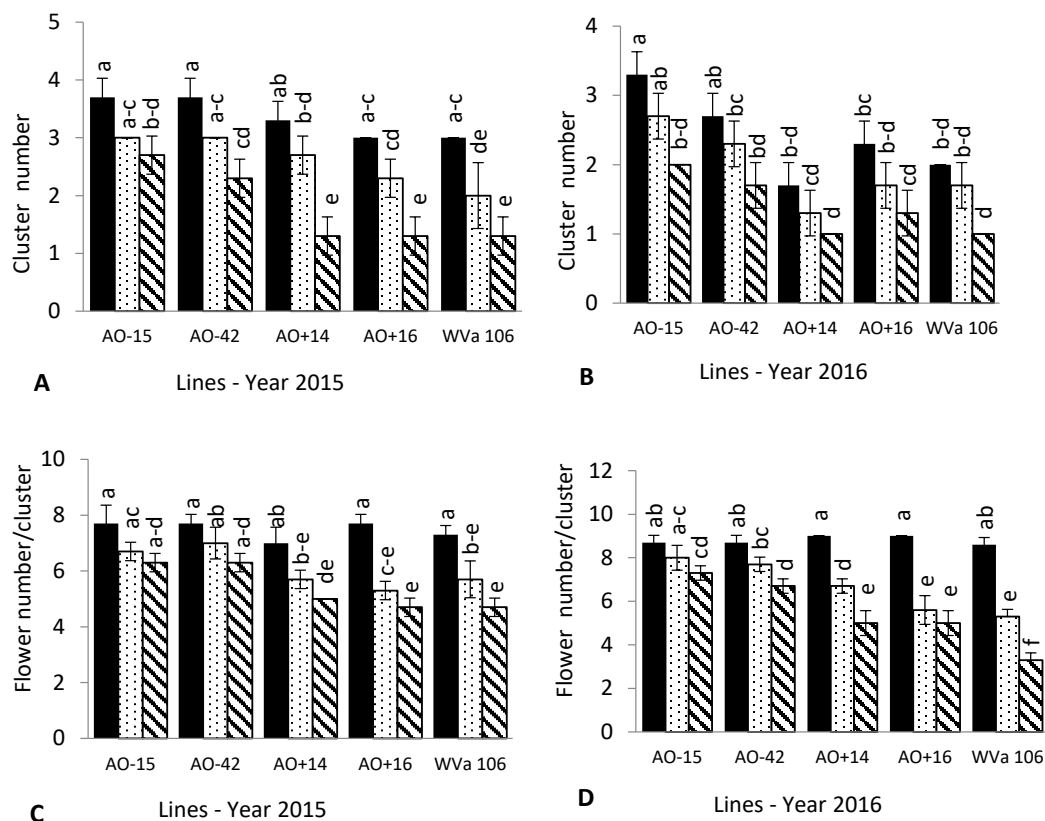 5
4
3
2
1
0
Cluster number
a
a-c
b-d
a
a-c
cd
ab
b-d
e
a-c
cd
e
a-c
de
e
AO-15 AO-42 AO+14 AO+16 WVa 106
A
Lines - Year 2015
4
3
2
1
0
Cluster number
a
ab
b-d
ab
bc
bd
b-d
cd
d
bc
b-d
cd
b-d
b-d
d
AO-15 AO-42 AO+14 AO+16 WVa 106
B
Lines - Year 2016
10
8
6
4
2
0
Flower number/cluster
a
ac
a-d
a
ab
a-d
ab
b-e
de
a
c-e
e
a
b-e
e
AO-15 AO-42 AO+14 AO+16 WVa 106
C
Lines - Year 2015
12
10
8
6
4
2
0
Flower number/cluster
ab
a-c
cd
ab
bc
d
a
d
e
a
e
e
ab
e
f
AO-15 AO-42 AO+14 AO+16 WVa 106
D
Lines - Year 2016